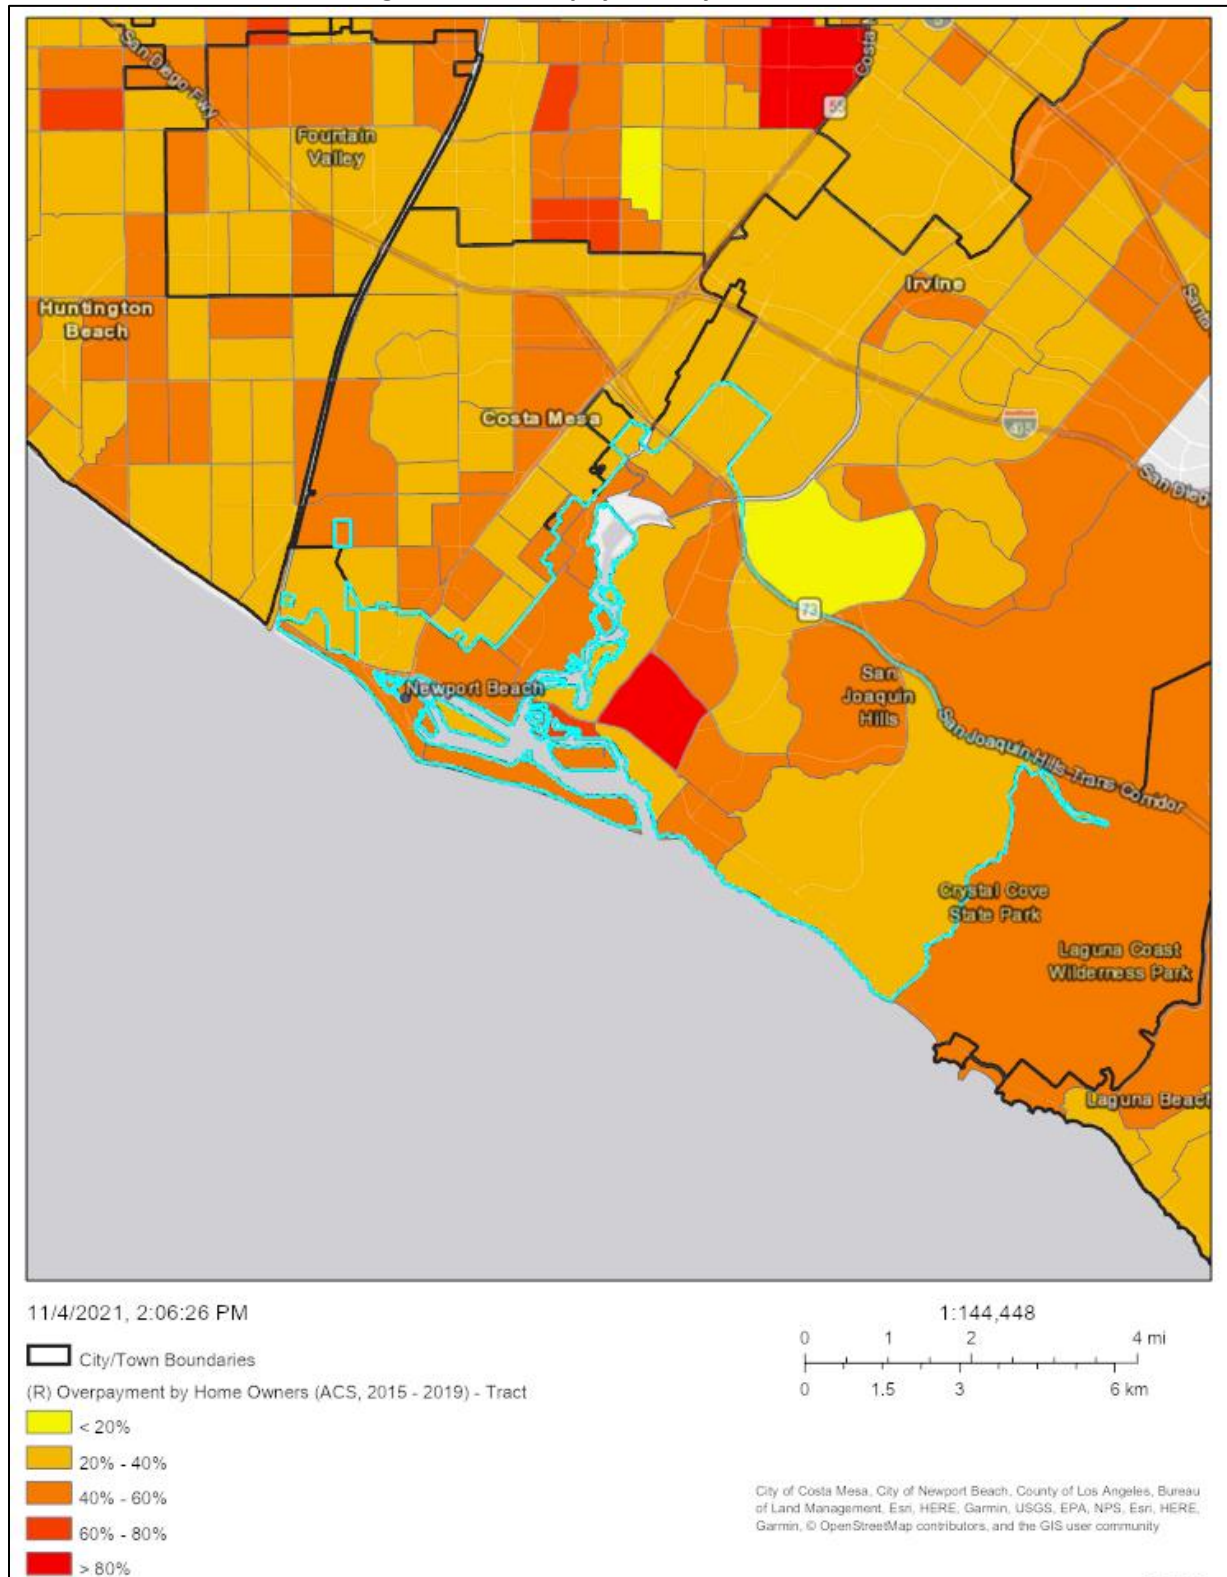 San Diego Fwy
Costa
55
Fountain
Valley
Irvine
Santa
Huntington
Beach
Costa Mesa
405
San Diego
73
San
Joaquin
Hills
Newport Beach
San Joaquin Hills Trans Corridor
Crystal Cove
State Park
Laguna Coast
Wilderness Park
Laguna Beach
11/4/2021, 2:06:26 PM
1:144,448
0 1 2 4 mi
0 1.5 3 6 km
City/Town Boundaries
(R) Overpayment by Home Owners (ACS, 2015 - 2019) - Tract
< 20%
20% - 40%
40% - 60%
60% - 80%
> 80%
City of Costa Mesa, City of Newport Beach, County of Los Angeles, Bureau
of Land Management, Esri, HERE, Garmin, USGS, EPA, NPS, Esri, HERE,
Garmin, © OpenStreetMap contributors, and the GIS user community